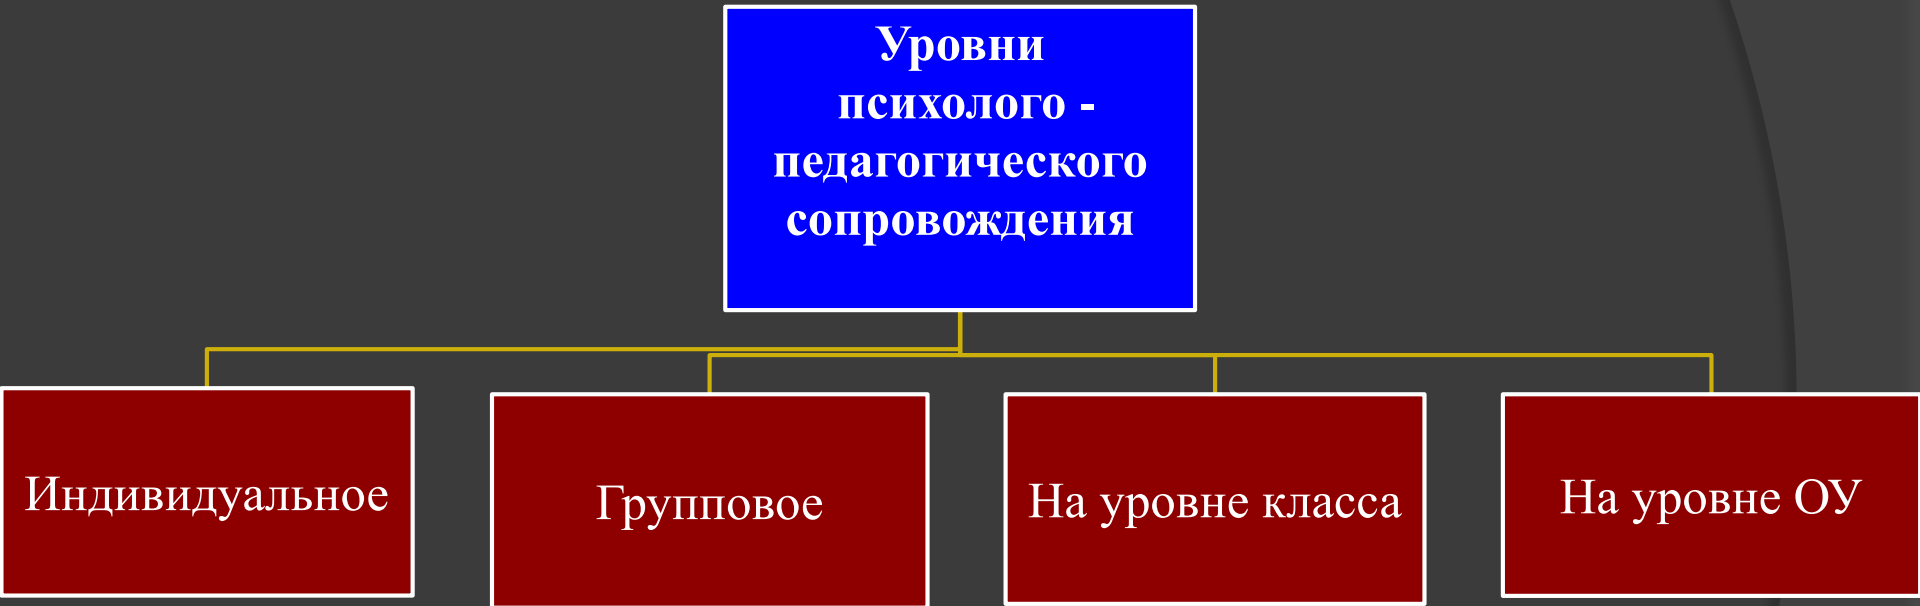 Уровни
психолого -
педагогического
сопровождения
Индивидуальное
Групповое
На уровне класса
На уровне ОУ